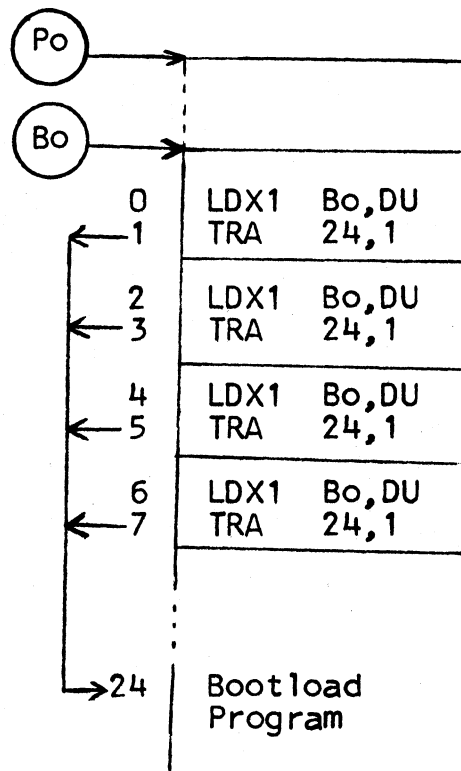 Po
Bo
0 LDX1 Bo,DU
1 TRA 24,1
2 LDX1 Bo,DU
3 TRA 24,1
4 LDX1 Bo,DU
5 TRA 24,1
6 LDX1 Bo,DU
7 TRA 24,1
24 Bootload
Program